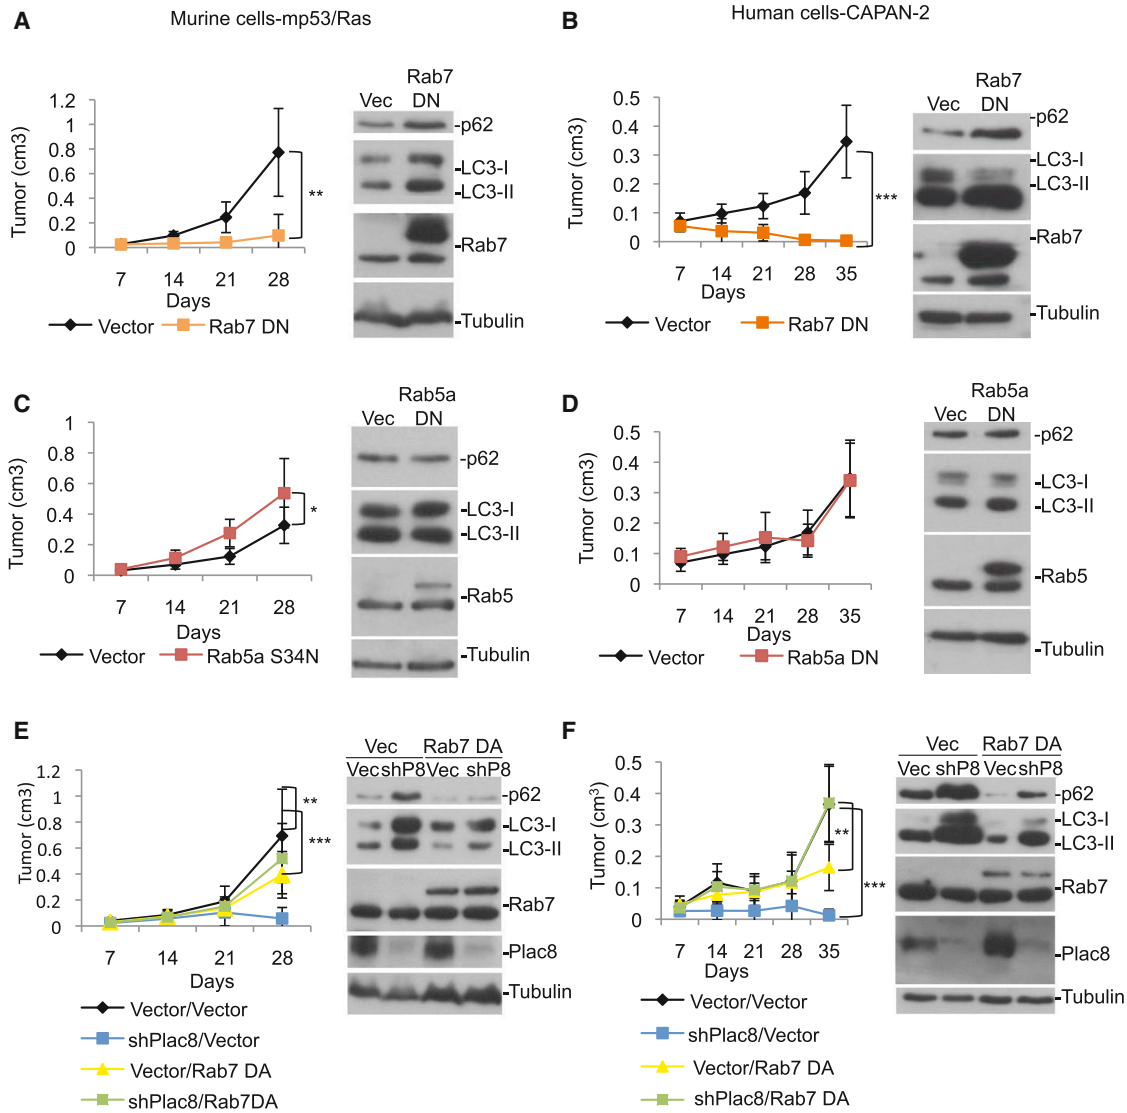 A
Murine cells-mp53/Ras
Tumor (cm3)
1.2
1
0.8
0.6
0.4
0.2
0
7 14 21 28
Days
**
Vector Rab7 DN
Rab7
Vec DN
-p62
-LC3-I
-LC3-II
-Rab7
-Tubulin
B
Human cells-CAPAN-2
Tumor (cm3)
0.5
0.4
0.3
0.2
0.1
0
7 14 21 28 35
Days
***
Vector Rab7 DN
Rab7
Vec DN
-p62
-LC3-I
-LC3-II
-Rab7
-Tubulin
C
Tumor (cm3)
1
0.8
0.6
0.4
0.2
0
7 14 21 28
Days
*
Vector Rab5a S34N
Rab5a
Vec DN
-p62
-LC3-I
-LC3-II
-Rab5
-Tubulin
D
Tumor (cm3)
0.5
0.4
0.3
0.2
0.1
0
7 14 21 28 35
Days
Vector Rab5a DN
Rab5a
Vec DN
-p62
-LC3-I
-LC3-II
-Rab5
-Tubulin
E
Tumor (cm3)
1.2
1
0.8
0.6
0.4
0.2
0
7 14 21 28
Days
**
***
Vector/Vector
shPlac8/Vector
Vector/Rab7 DA
shPlac8/Rab7DA
Vec Rab7 DA
Vec shP8 Vec shP8
-p62
-LC3-I
-LC3-II
-Rab7
-Plac8
-Tubulin
F
Tumor (cm³)
0.5
0.4
0.3
0.2
0.1
0
7 14 21 28 35
Days
**
***
Vector/Vector
shPlac8/Vector
Vector/Rab7 DA
shPlac8/Rab7 DA
Vec Rab7 DA
Vec shP8 Vec shP8
-p62
-LC3-I
-LC3-II
-Rab7
-Plac8
-Tubulin